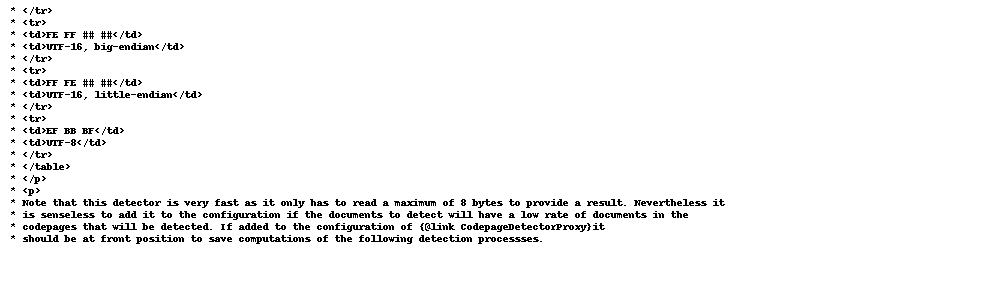 * </tr>
* <tr>
* <td>FE FF ## ##</td>
* <td>UTF-16, big-endian</td>
* </tr>
* <tr>
* <td>FF FE ## ##</td>
* <td>UTF-16, little-endian</td>
* </tr>
* <tr>
* <td>EF BB BF</td>
* <td>UTF-8</td>
* </tr>
* </table>
* </p>
* <p>
* Note that this detector is very fast as it only has to read a maximum of 8 bytes to provide a result. Nevertheless it
* is senseless to add it to the configuration if the documents to detect will have a low rate of documents in the
* codepages that will be detected. If added to the configuration of {@link CodepageDetectorProxy}it
* should be at front position to save computations of the following detection processses.